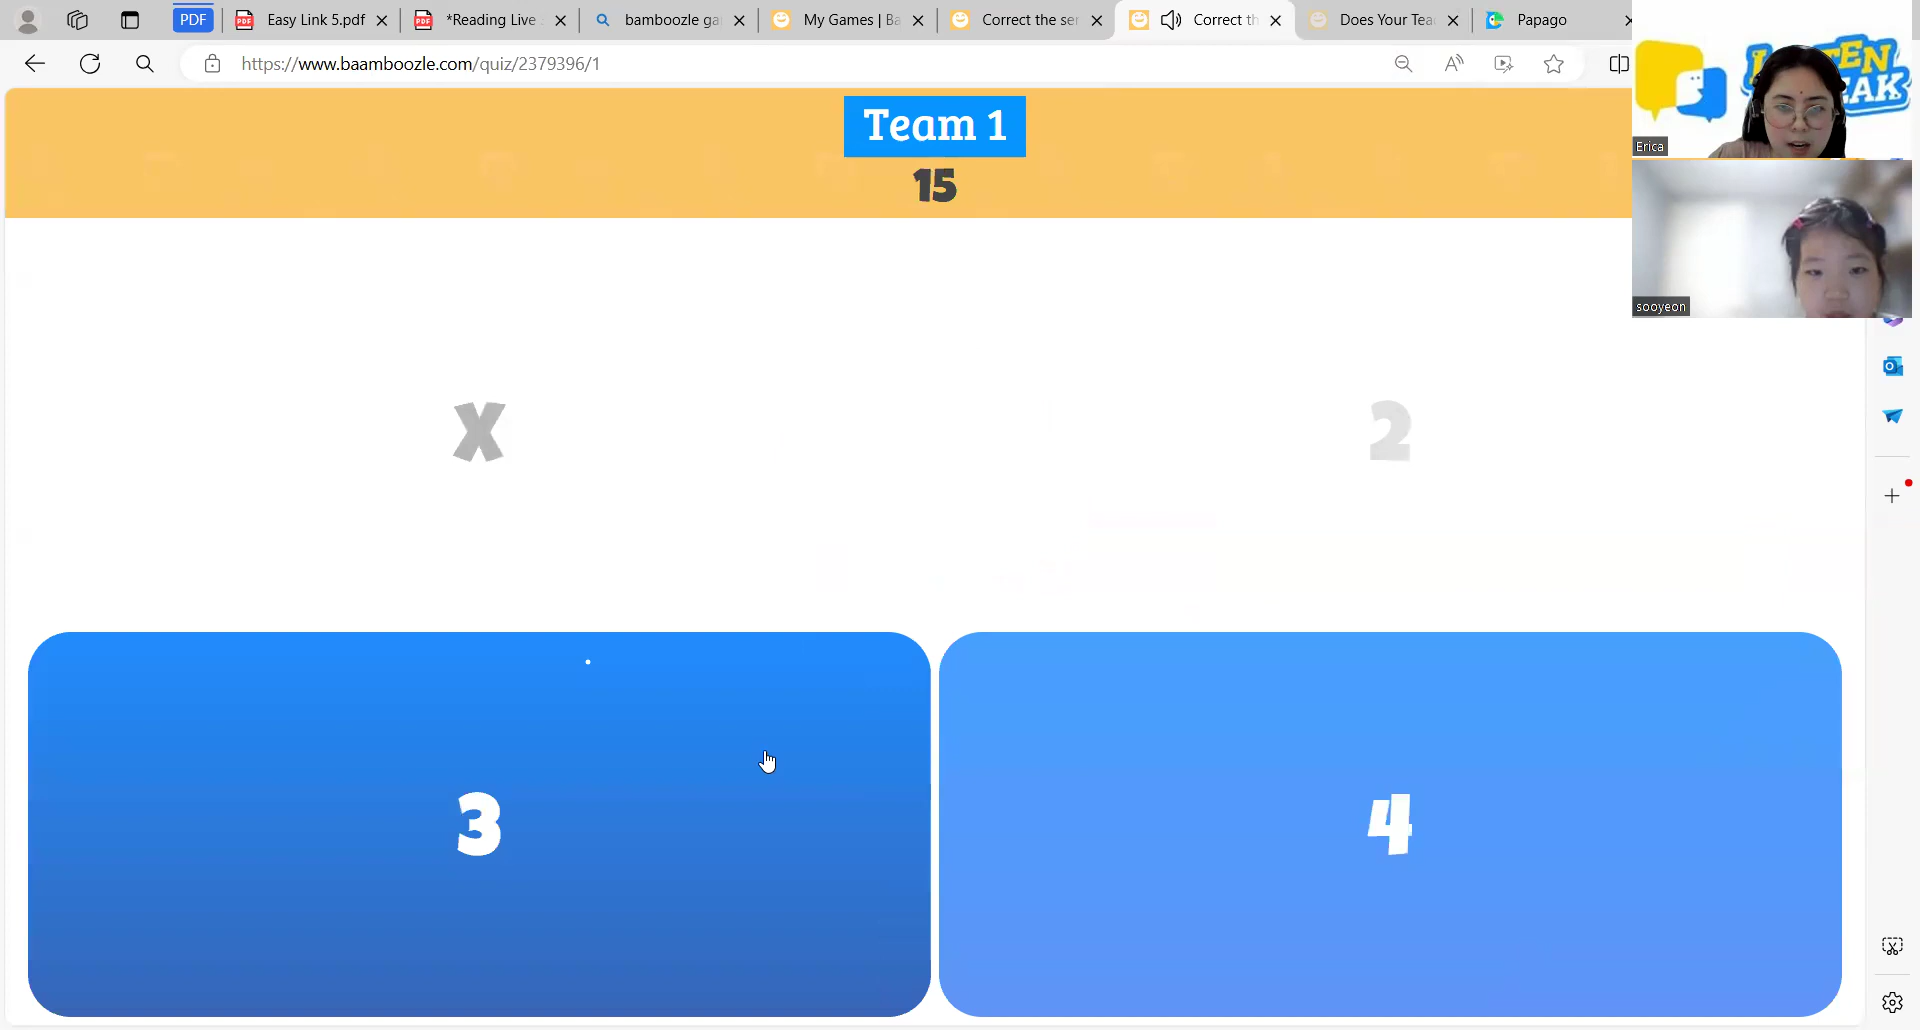 PDF
Easy Link 5.pdf
*Reading Live
bamboozle ga
My Games | Ba
Correct the ser
Correct th
Does Your Tea
Papago
https://www.baamboozle.com/quiz/2379396/1
Team 1
15
X
2
3
4
Erica
sooyeon